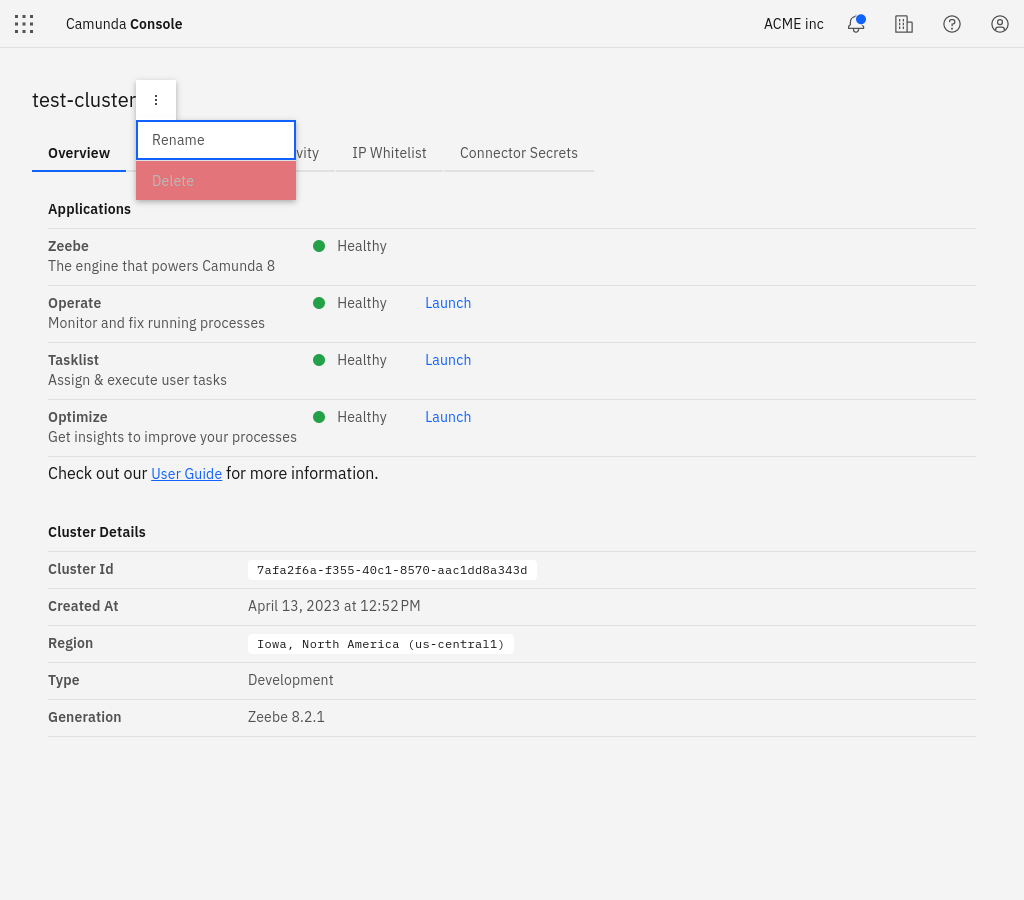 Camunda Console ACME inc
test-cluster
Rename
Overview vity IP Whitelist Connector Secrets
Delete
Applications
Zeebe Healthy
The engine that powers Camunda 8
Operate Healthy Launch
Monitor and fix running processes
Tasklist Healthy Launch
Assign & execute user tasks
Optimize Healthy Launch
Get insights to improve your processes
Check out our User Guide for more information.
Cluster Details
Cluster Id 7afa2f6a-f355-40c1-8570-aac1dd8a343d
Created At April 13, 2023 at 12:52 PM
Region Iowa, North America (us-central1)
Type Development
Generation Zeebe 8.2.1